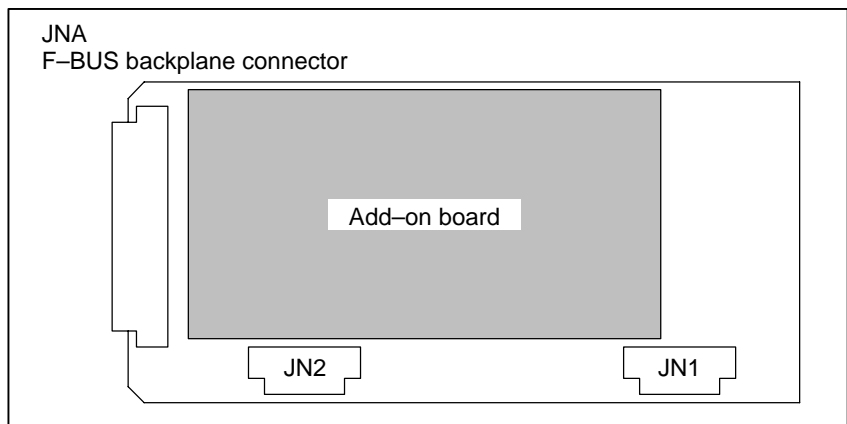 JNA
F–BUS backplane connector
Add–on board
JN2
JN1